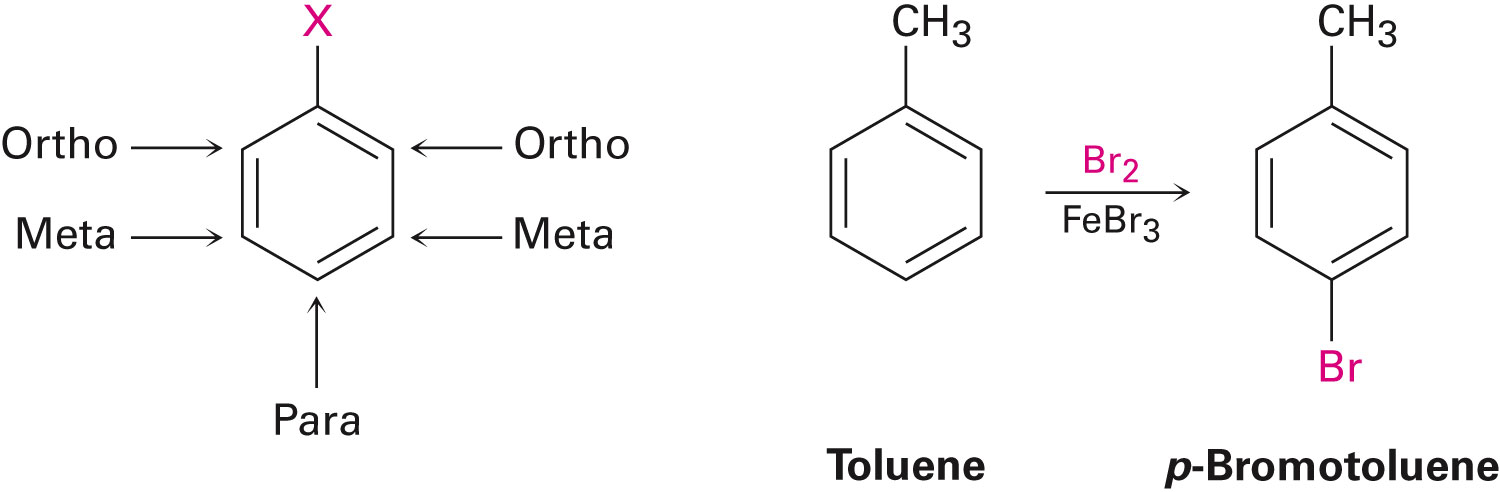 X
Ortho
Ortho
Meta
Meta
Para
CH3
Br2
FeBr3
CH3
Br
Toluene
p-Bromotoluene